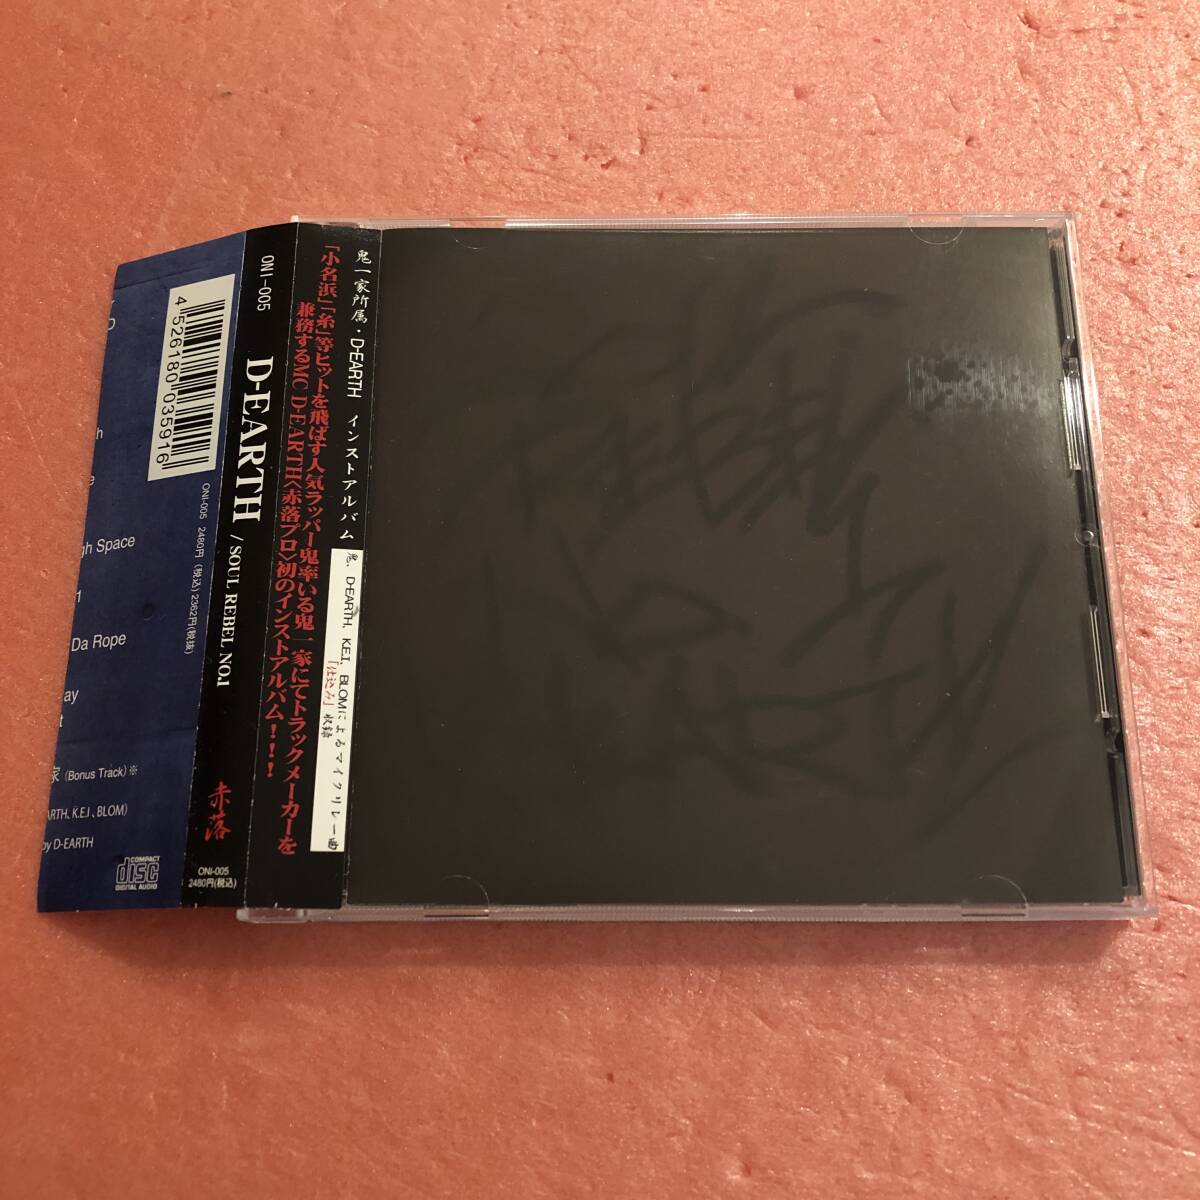 鬼一家所属・D-EARTH インストアルバム
鬼、D-EARTH、K.E.I、BLOMによるマイクリレー曲
「仕込み」収録
「小名浜」「糸」等ヒットを飛ばす人気ラッパー鬼率いる鬼一家にてトラックメーカーを
兼務するMC D-EARTH〈赤落プロ〉初のインストアルバム!!!
ONI-005
D-EARTH / SOUL REBEL NO.1
赤落
ONI-005
2480円(税込)
4526180035916
ONI-005 2480円 (税込) 2362円(税抜)
gh Space
Da Rope
ay
家 (Bonus Track) ※
ARTH、K.E.I、BLOM)
by D-EARTH
COMPACT
disc
DIGITAL AUDIO